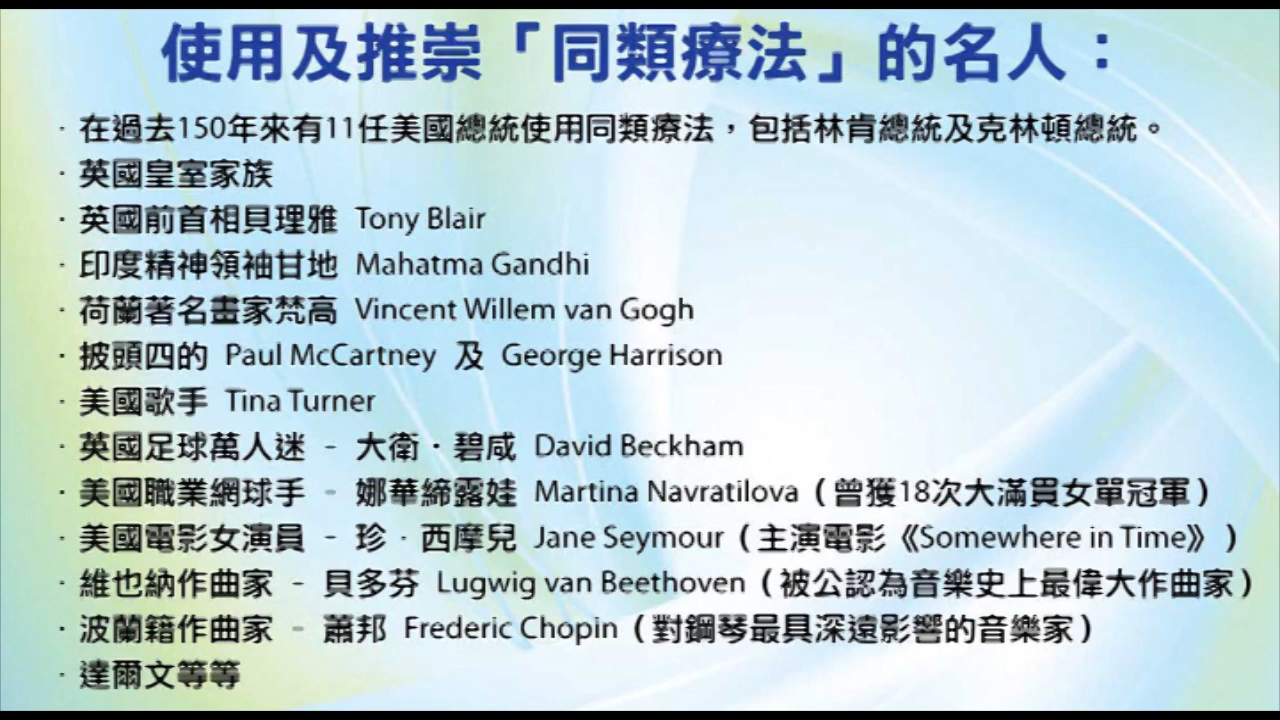 使用及推崇「同類療法」的名人：
· 在過去150年來有11任美國總統使用同類療法，包括林肯總統及克林頓總統。
· 英國皇室家族
· 英國前首相貝理雅 Tony Blair
· 印度精神領袖甘地 Mahatma Gandhi
· 荷蘭著名畫家梵高 Vincent Willem van Gogh
· 披頭四的 Paul McCartney 及 George Harrison
· 美國歌手 Tina Turner
· 英國足球萬人迷 - 大衛·碧咸 David Beckham
· 美國職業網球手 - 娜華締露娃 Martina Navratilova（曾獲18次大滿貫女單冠軍）
· 美國電影女演員 - 珍·西摩兒 Jane Seymour（主演電影《Somewhere in Time》）
· 維也納作曲家 - 貝多芬 Lugwig van Beethoven（被公認為音樂史上最偉大作曲家）
· 波蘭籍作曲家 - 蕭邦 Frederic Chopin（對鋼琴最具深遠影響的音樂家）
· 達爾文等等